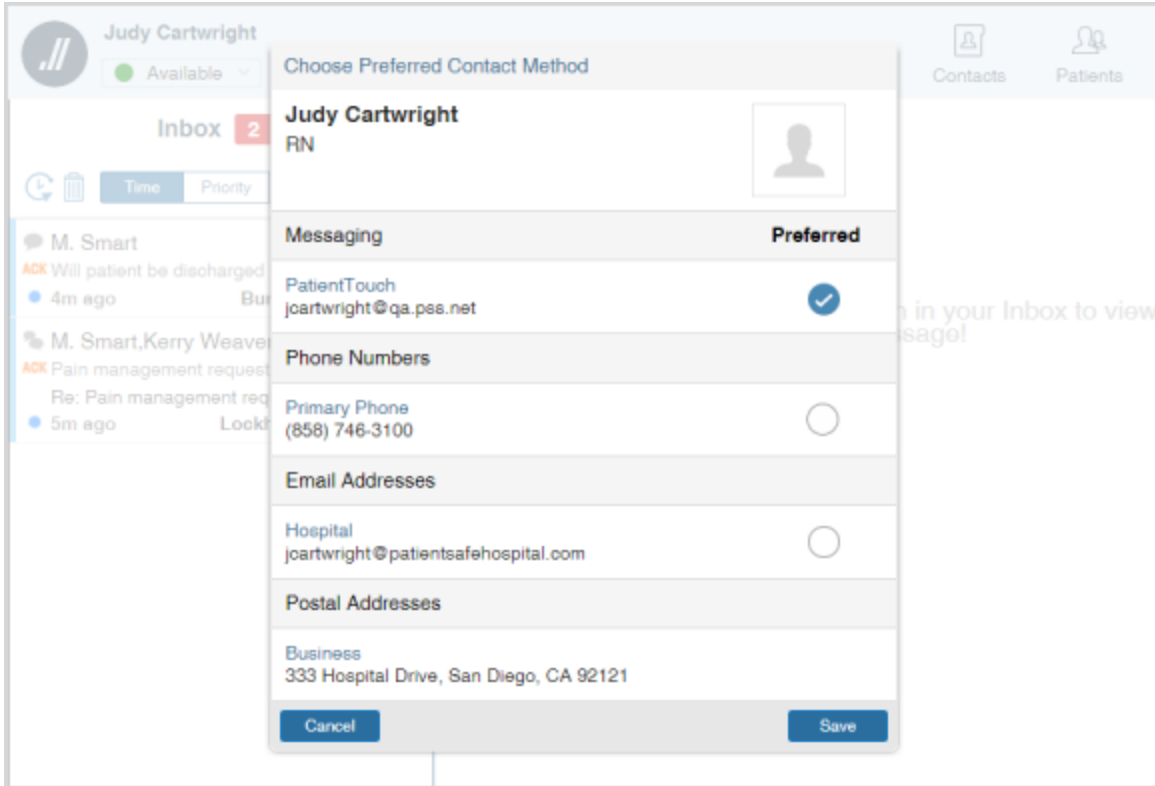 Judy Cartwright
Available
Contacts
Patients
Inbox 2
Time
Priority
M. Smart
ACK Will patient be discharged
4m ago
M. Smart,Kerry Weaver
ACK Pain management request
Re: Pain management req
5m ago
Choose Preferred Contact Method
Judy Cartwright
RN
Messaging Preferred
PatientTouch
jcartwright@qa.pss.net
Phone Numbers
Primary Phone
(858) 746-3100
Email Addresses
Hospital
jcartwright@patientsafehospital.com
Postal Addresses
Business
333 Hospital Drive, San Diego, CA 92121
Cancel
Save
in your Inbox to view